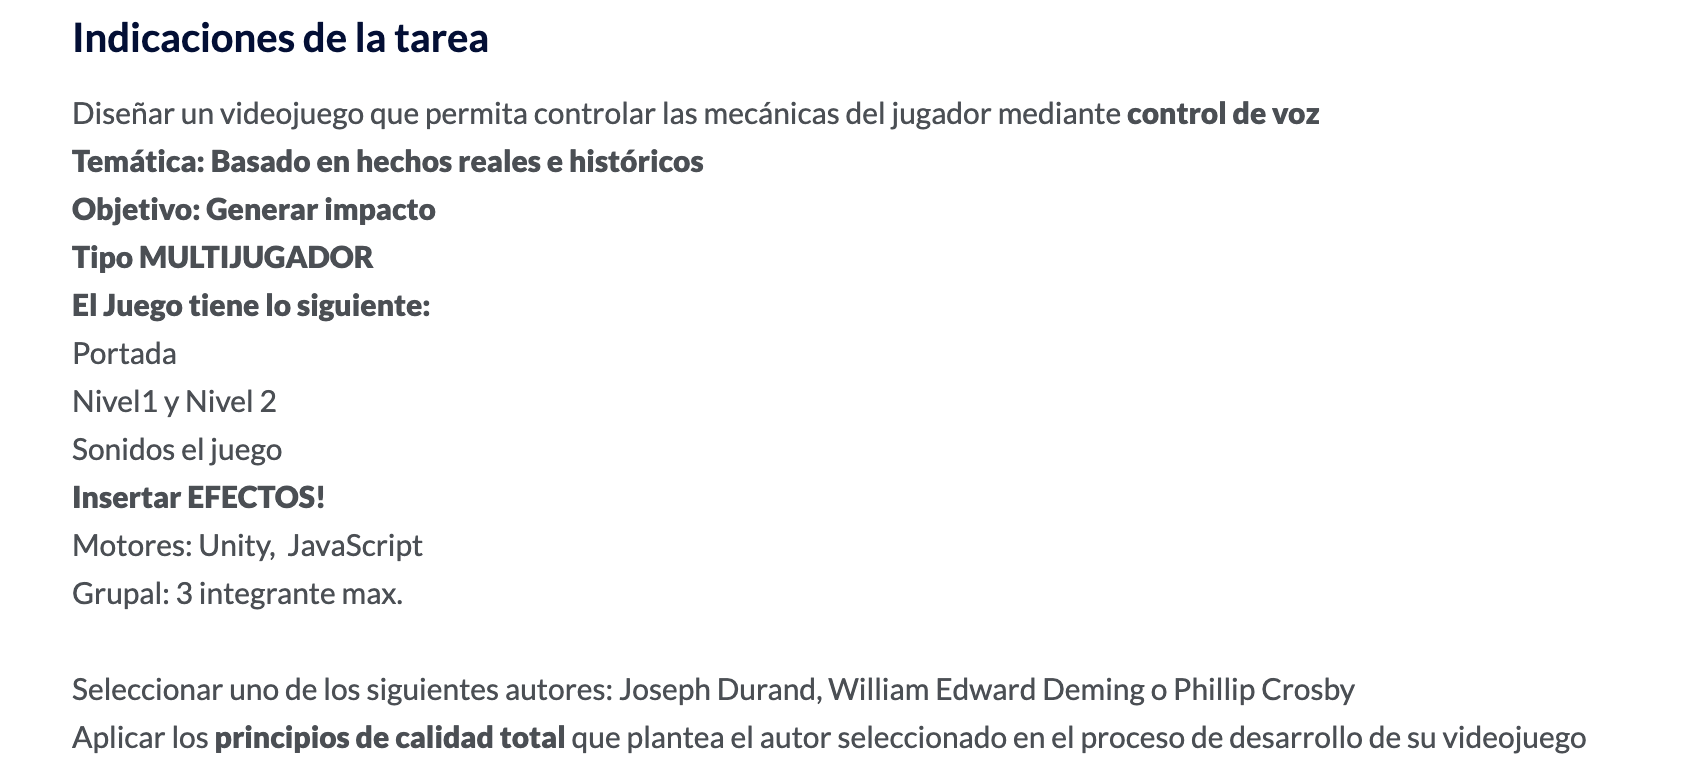 Indicaciones de la tarea
Diseñar un videojuego que permita controlar las mecánicas del jugador mediante control de voz
Temática: Basado en hechos reales e históricos
Objetivo: Generar impacto
Tipo MULTIJUGADOR
El Juego tiene lo siguiente:
Portada
Nivel1 y Nivel 2
Sonidos el juego
Insertar EFECTOS!
Motores: Unity,  JavaScript
Grupal: 3 integrante max.
Seleccionar uno de los siguientes autores: Joseph Durand, William Edward Deming o Phillip Crosby
Aplicar los principios de calidad total que plantea el autor seleccionado en el proceso de desarrollo de su videojuego